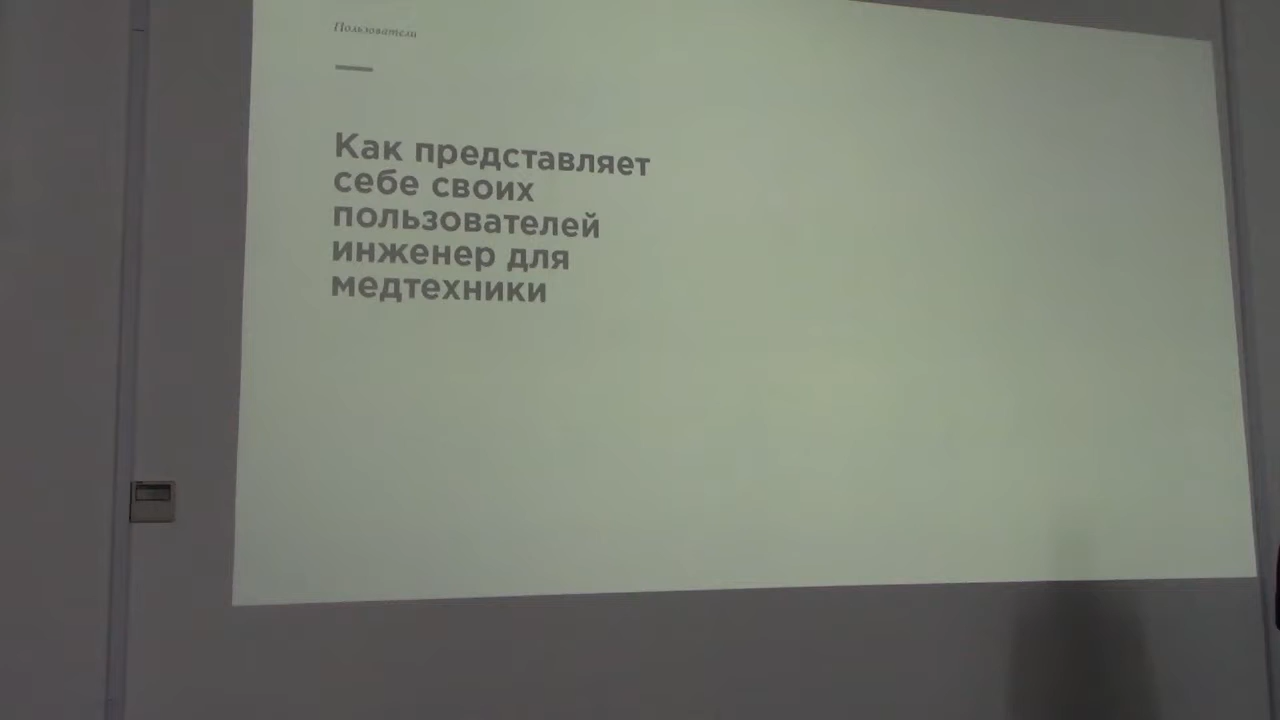 Пользователи
Как представляет
себе своих
пользователей
инженер для
медтехники